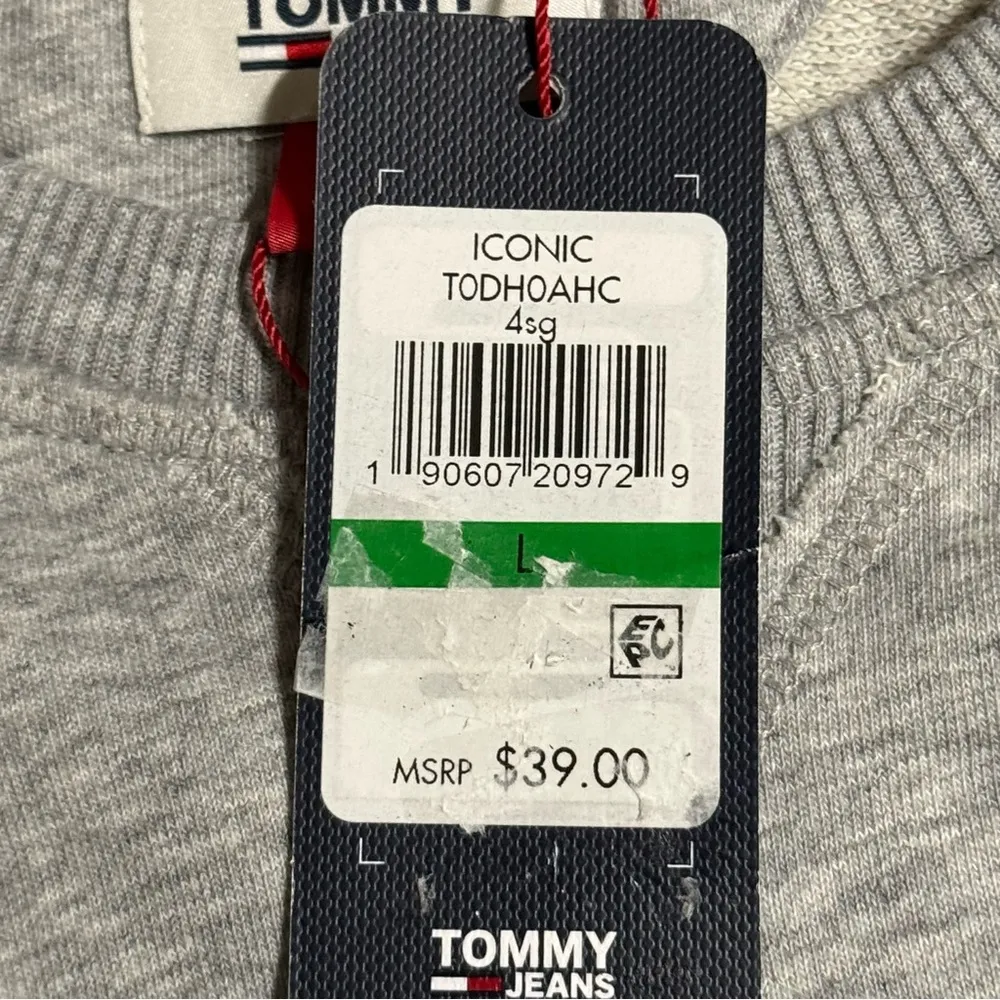 TOMMY
ICONIC
T0DH0AHC
4sg
1 90607 20972 9
L
EPC
MSRP $39.00
TOMMY
JEANS